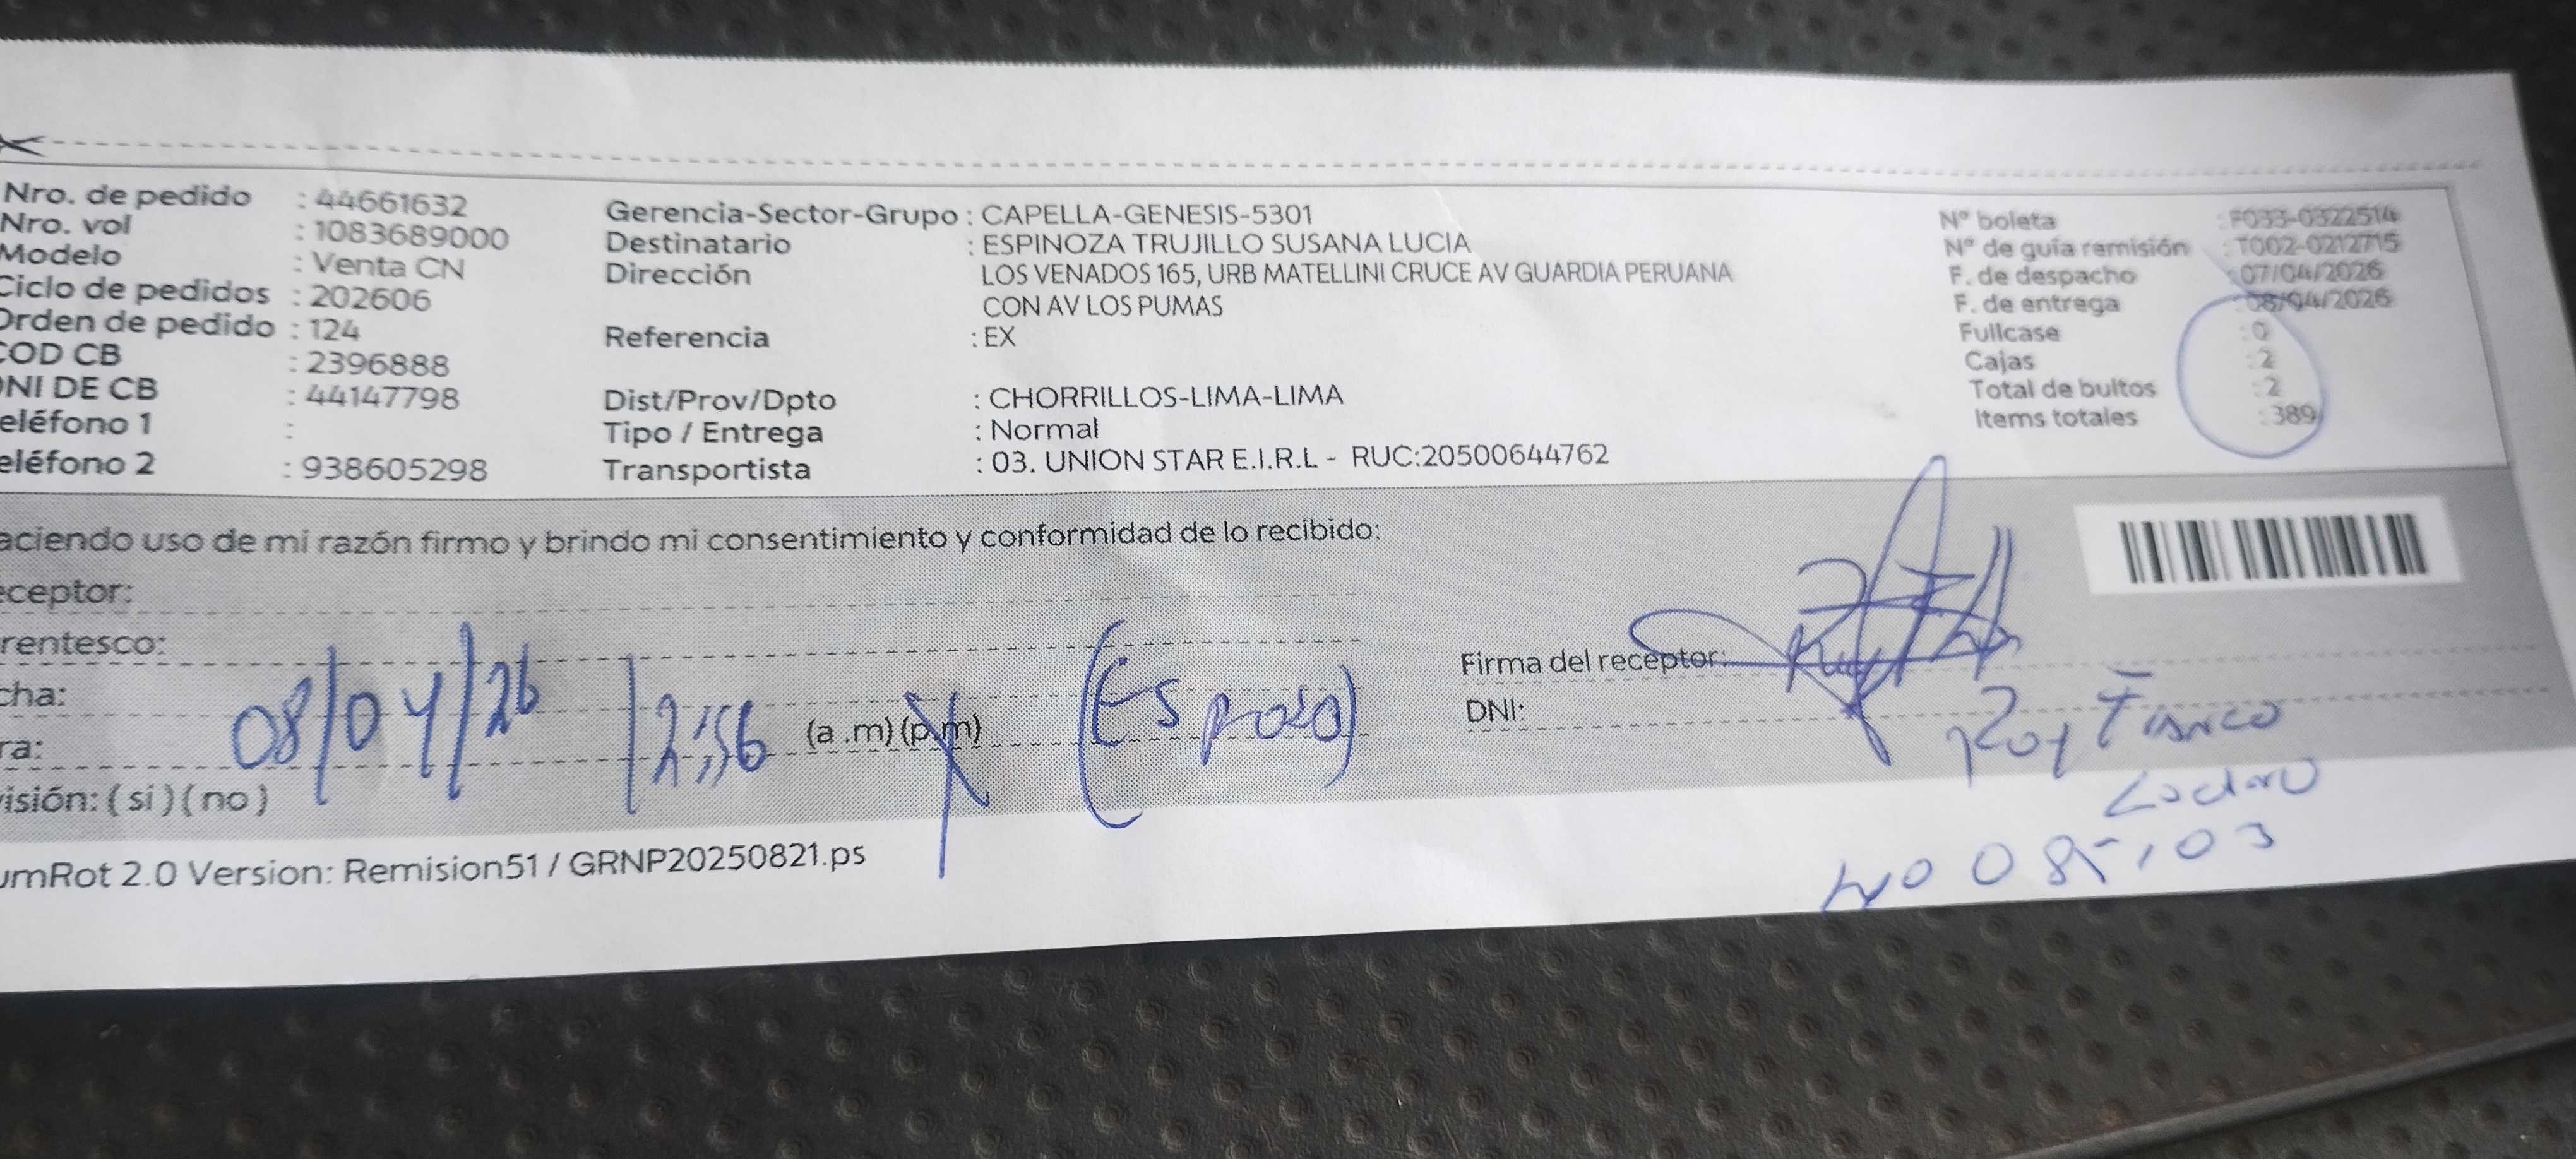 Nro. de pedido : 44661632
Nro. vol : 1083689000
Modelo : Venta CN
Ciclo de pedidos : 202606
Orden de pedido : 124
COD CB : 2396888
DNI DE CB : 44147798
eléfono 1 :
eléfono 2 : 938605298
Gerencia-Sector-Grupo : CAPELLA-GENESIS-5301
Destinatario : ESPINOZA TRUJILLO SUSANA LUCIA
Dirección LOS VENADOS 165, URB MATELLINI CRUCE AV GUARDIA PERUANA
CON AV LOS PUMAS
Referencia : EX
Dist/Prov/Dpto : CHORRILLOS-LIMA-LIMA
Tipo / Entrega : Normal
Transportista : 03. UNION STAR E.I.R.L - RUC:20500644762
N° boleta : F033-0322514
N° de guía remisión : T002-0212715
F. de despacho : 07/04/2026
F. de entrega : 08/04/2026
Fullcase : 0
Cajas : 2
Total de bultos : 2
Items totales : 389
aciendo uso de mi razón firmo y brindo mi consentimiento y conformidad de lo recibido:
eceptor:
rentesco:
cha: 08/04/26
ra: 12:56 (a .m) (p.m) (Esposo)
visión: ( si ) ( no )
Firma del receptor:
DNI:
Roy Franco
umRot 2.0 Version: Remision51 / GRNP20250821.ps